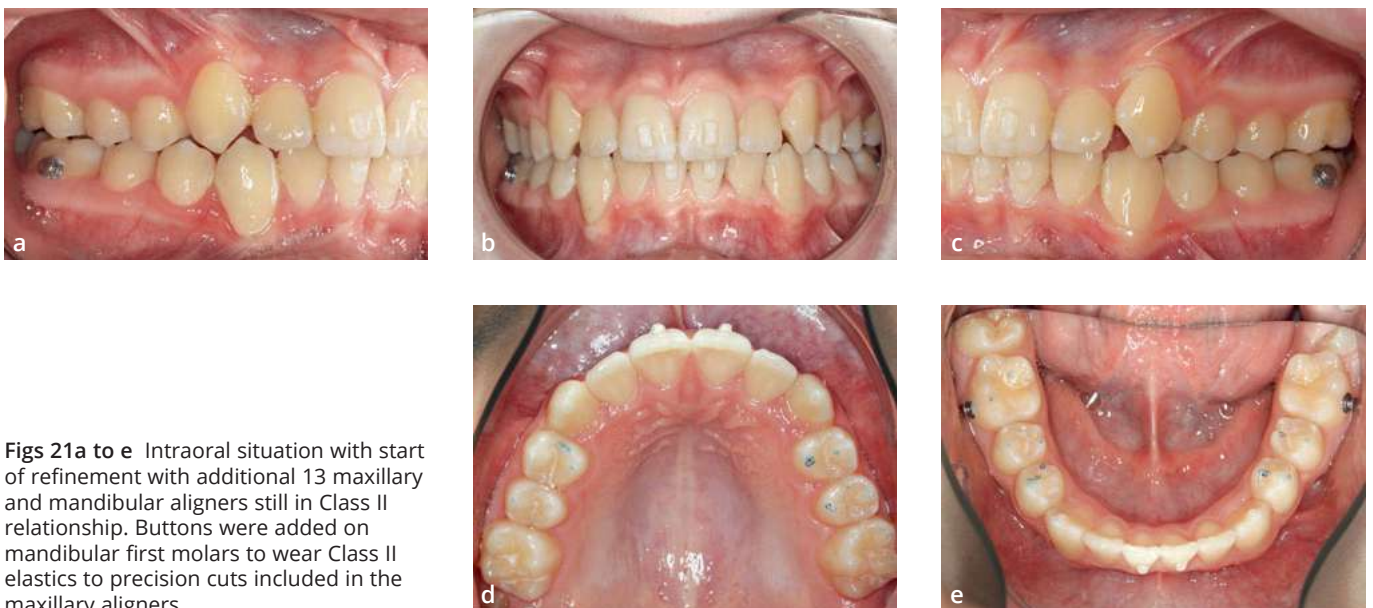 a
b
c
d
e
Figs 21a to e Intraoral situation with start
of refinement with additional 13 maxillary
and mandibular aligners still in Class II
relationship. Buttons were added on
mandibular first molars to wear Class II
elastics to precision cuts included in the
maxillary aligners